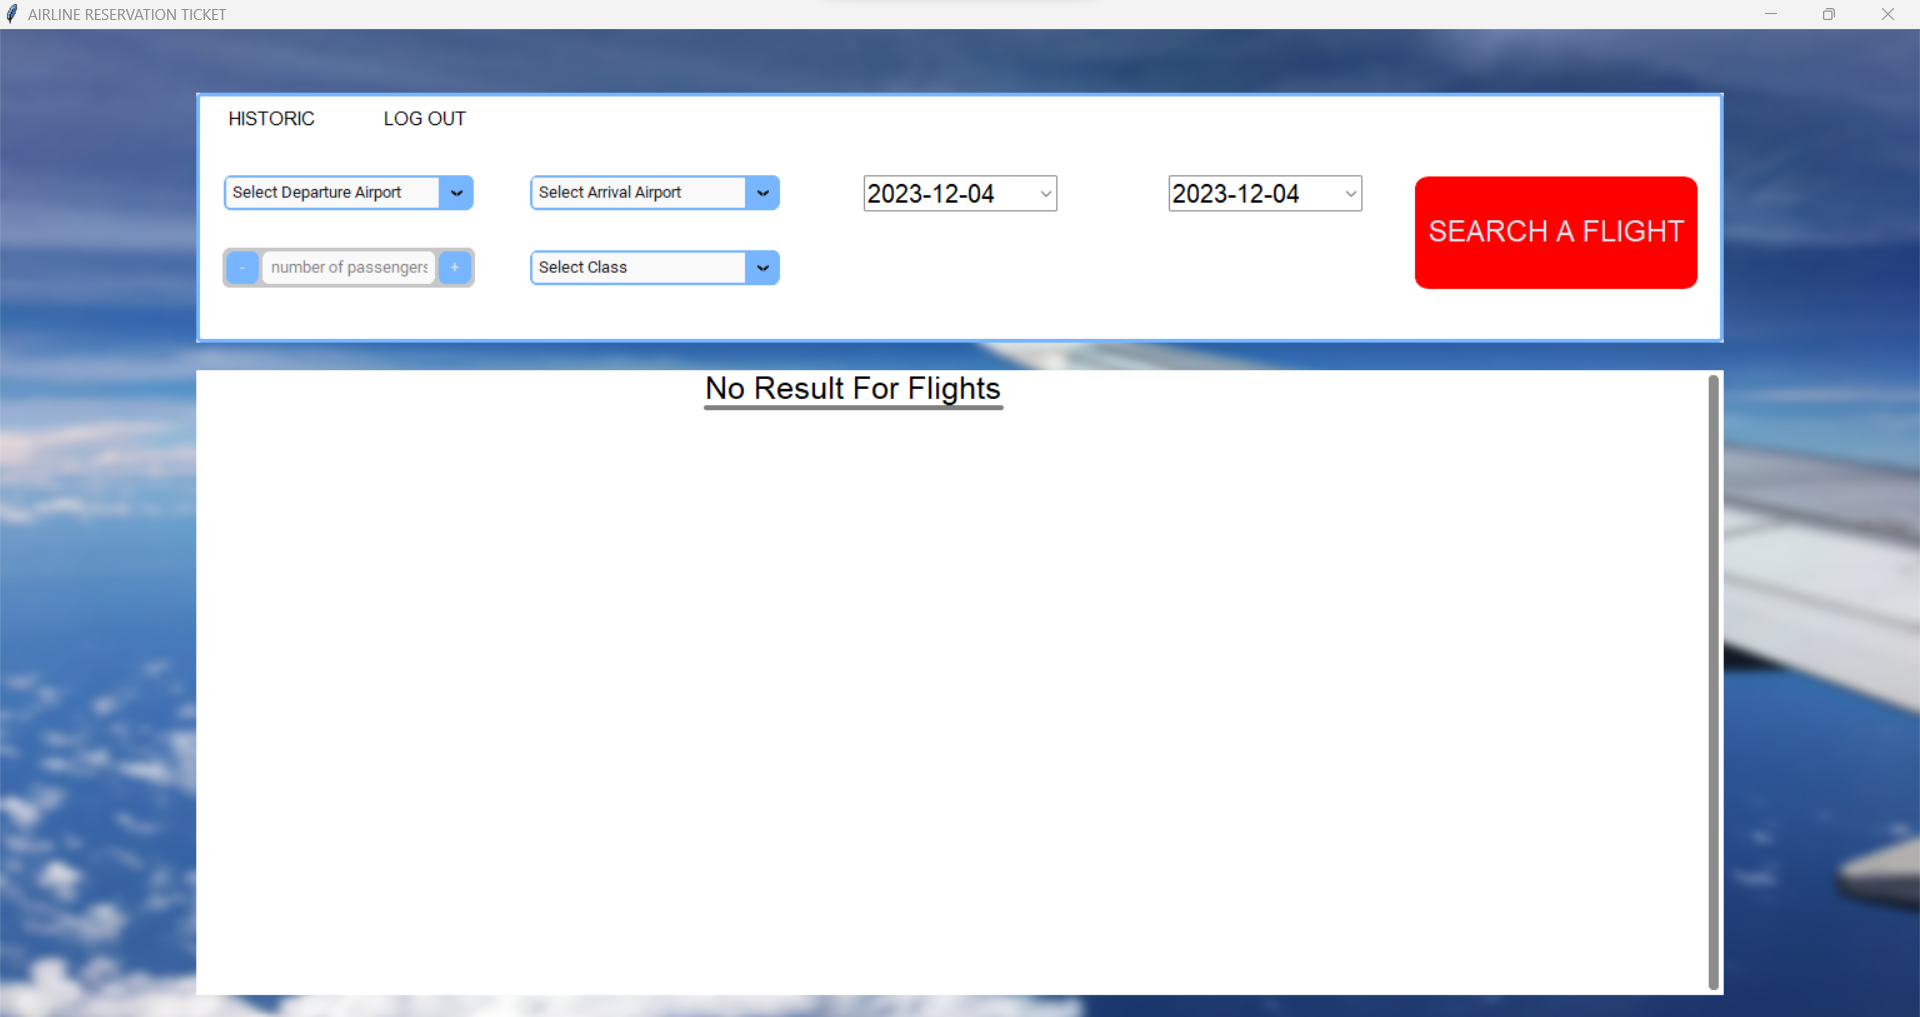 AIRLINE RESERVATION TICKET
HISTORIC LOG OUT
Select Departure Airport Select Arrival Airport 2023-12-04 2023-12-04
SEARCH A FLIGHT
- number of passengers + Select Class
No Result For Flights